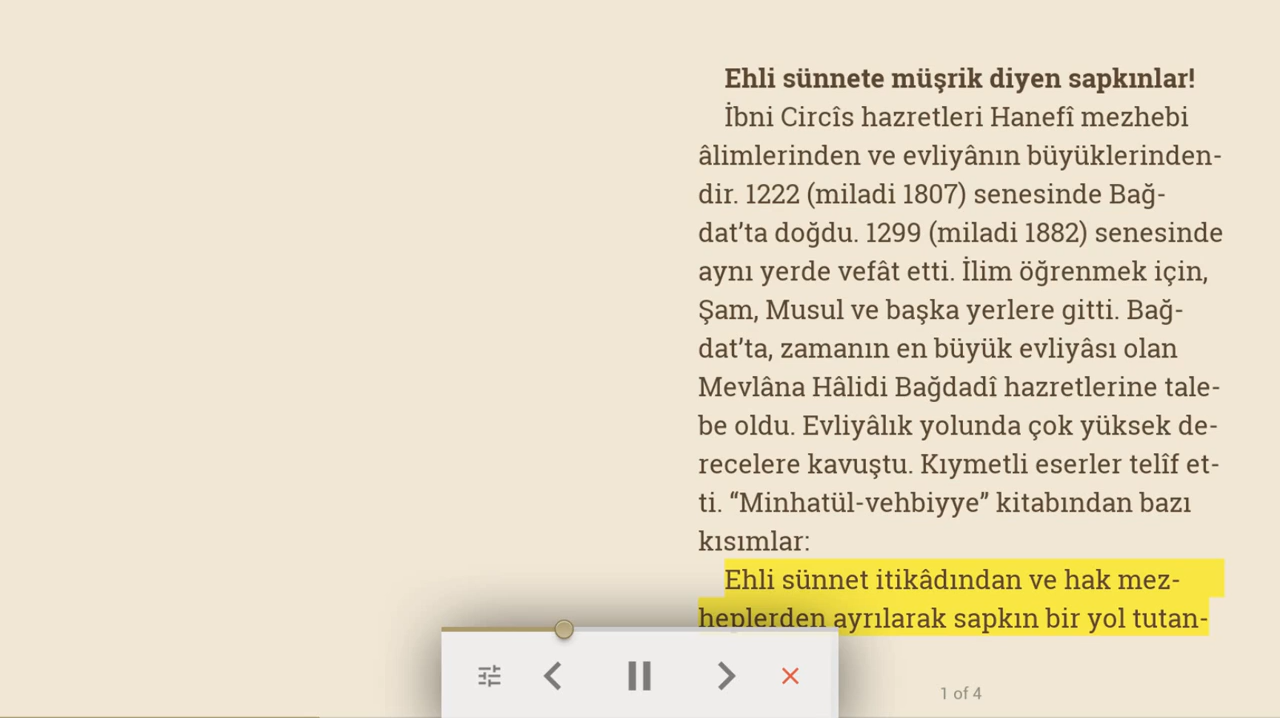 Ehli sünnete müşrik diyen sapkınlar!
İbni Circîs hazretleri Hanefî mezhebi
âlimlerinden ve evliyânın büyüklerinden-
dir. 1222 (miladi 1807) senesinde Bağ-
dat’ta doğdu. 1299 (miladi 1882) senesinde
aynı yerde vefât etti. İlim öğrenmek için,
Şam, Musul ve başka yerlere gitti. Bağ-
dat’ta, zamanın en büyük evliyâsı olan
Mevlâna Hâlidi Bağdadî hazretlerine tale-
be oldu. Evliyâlık yolunda çok yüksek de-
recelere kavuştu. Kıymetli eserler telîf et-
ti. “Minhatül-vehbiyye” kitabından bazı
kısımlar:
Ehli sünnet itikâdından ve hak mez-
heplerden ayrılarak sapkın bir yol tutan-
1 of 4